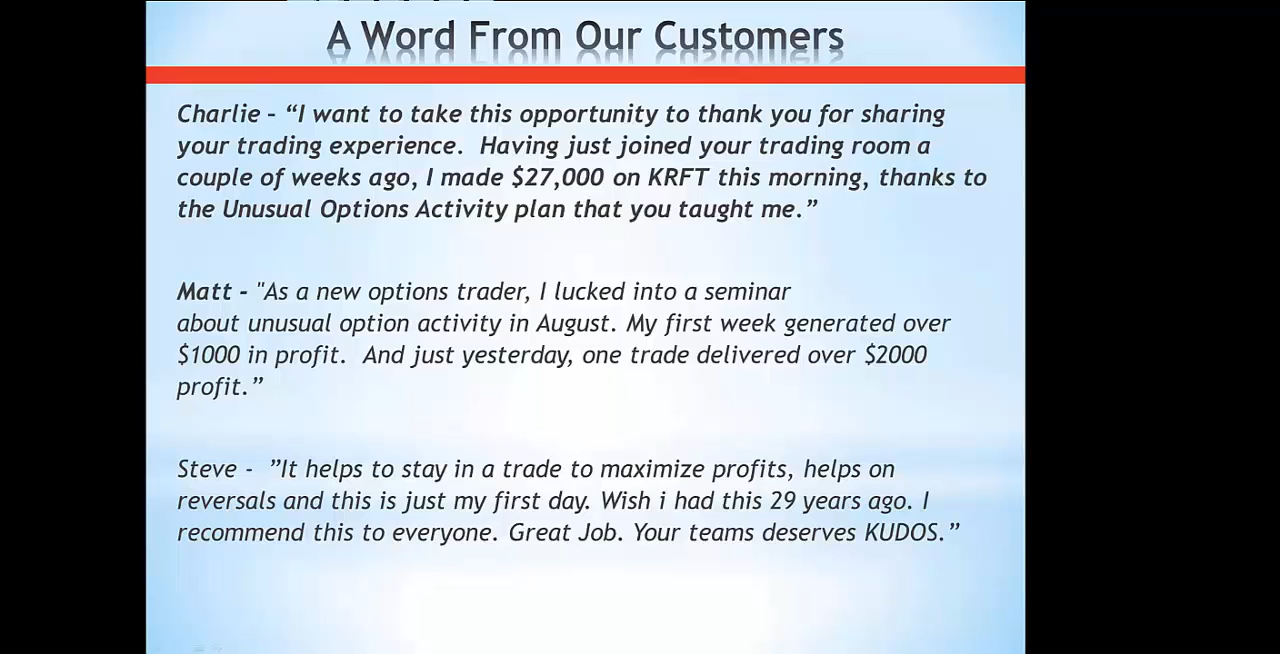 A Word From Our Customers
Charlie – “I want to take this opportunity to thank you for sharing
your trading experience.  Having just joined your trading room a
couple of weeks ago, I made $27,000 on KRFT this morning, thanks to
the Unusual Options Activity plan that you taught me.”
Matt - "As a new options trader, I lucked into a seminar
about unusual option activity in August. My first week generated over
$1000 in profit.  And just yesterday, one trade delivered over $2000
profit.”
Steve -  ”It helps to stay in a trade to maximize profits, helps on
reversals and this is just my first day. Wish i had this 29 years ago. I
recommend this to everyone. Great Job. Your teams deserves KUDOS.”